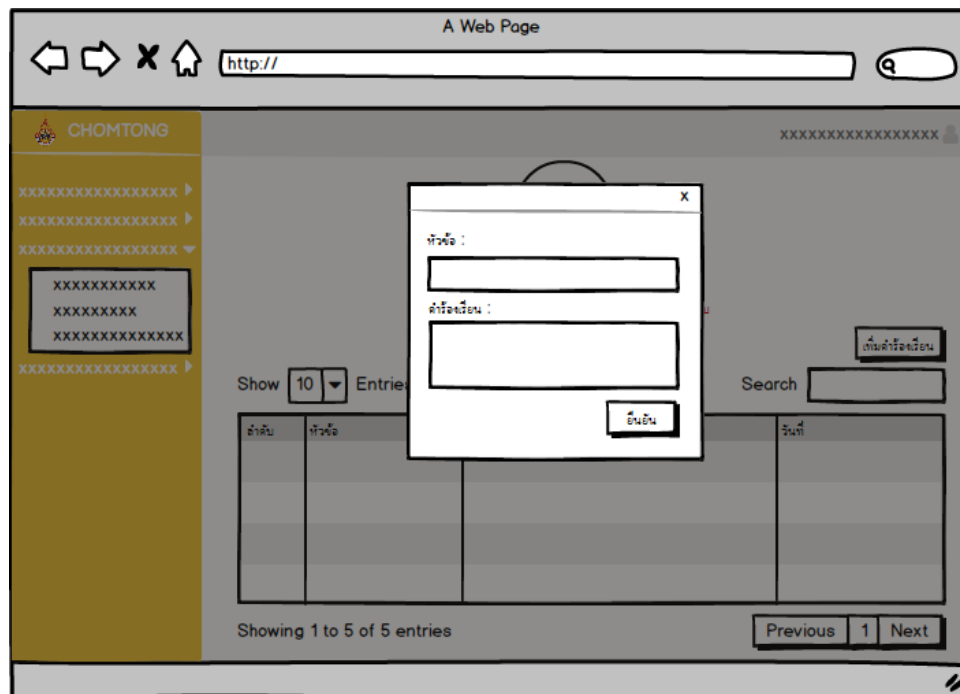 A Web Page
http://
CHOMTONG
xxxxxxxxxxxxxxxxx
xxxxxxxxxxxxxxxxx
xxxxxxxxxxxxxxxxx
xxxxxxxxxxxxxxxxx
xxxxxxxxxxx
xxxxxxxxx
xxxxxxxxxxxxxx
xxxxxxxxxxxxxxxxx
x
หัวข้อ :
คำร้องเรียน :
ยืนยัน
เพิ่มคำร้องเรียน
Show 10 Entries Search
ลำดับ หัวข้อ วันที่
Showing 1 to 5 of 5 entries Previous 1 Next